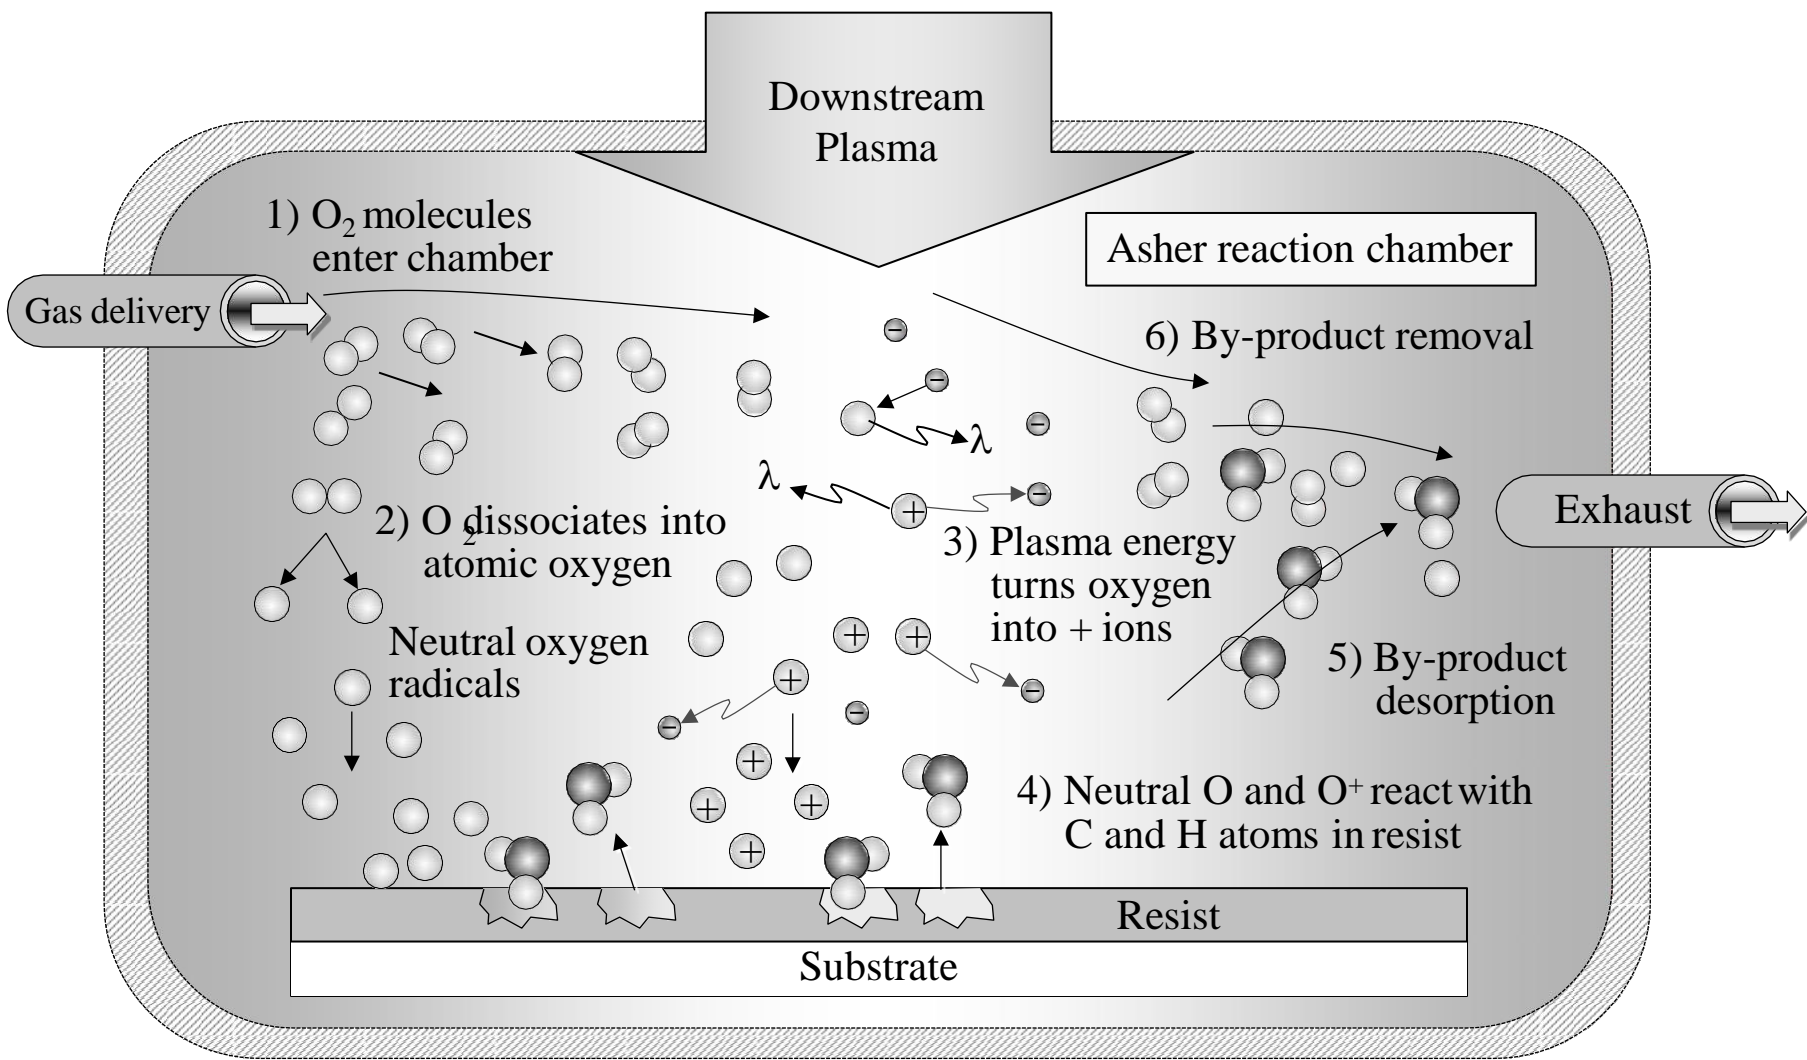 Downstream
Plasma
1) O₂ molecules
enter chamber
Asher reaction chamber
Gas delivery
6) By-product removal
λ
λ
2) O₂ dissociates into
atomic oxygen
Exhaust
3) Plasma energy
turns oxygen
into + ions
Neutral oxygen
radicals
5) By-product
desorption
4) Neutral O and O⁺ react with
C and H atoms in resist
Resist
Substrate